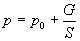 p = p₀ + G/S